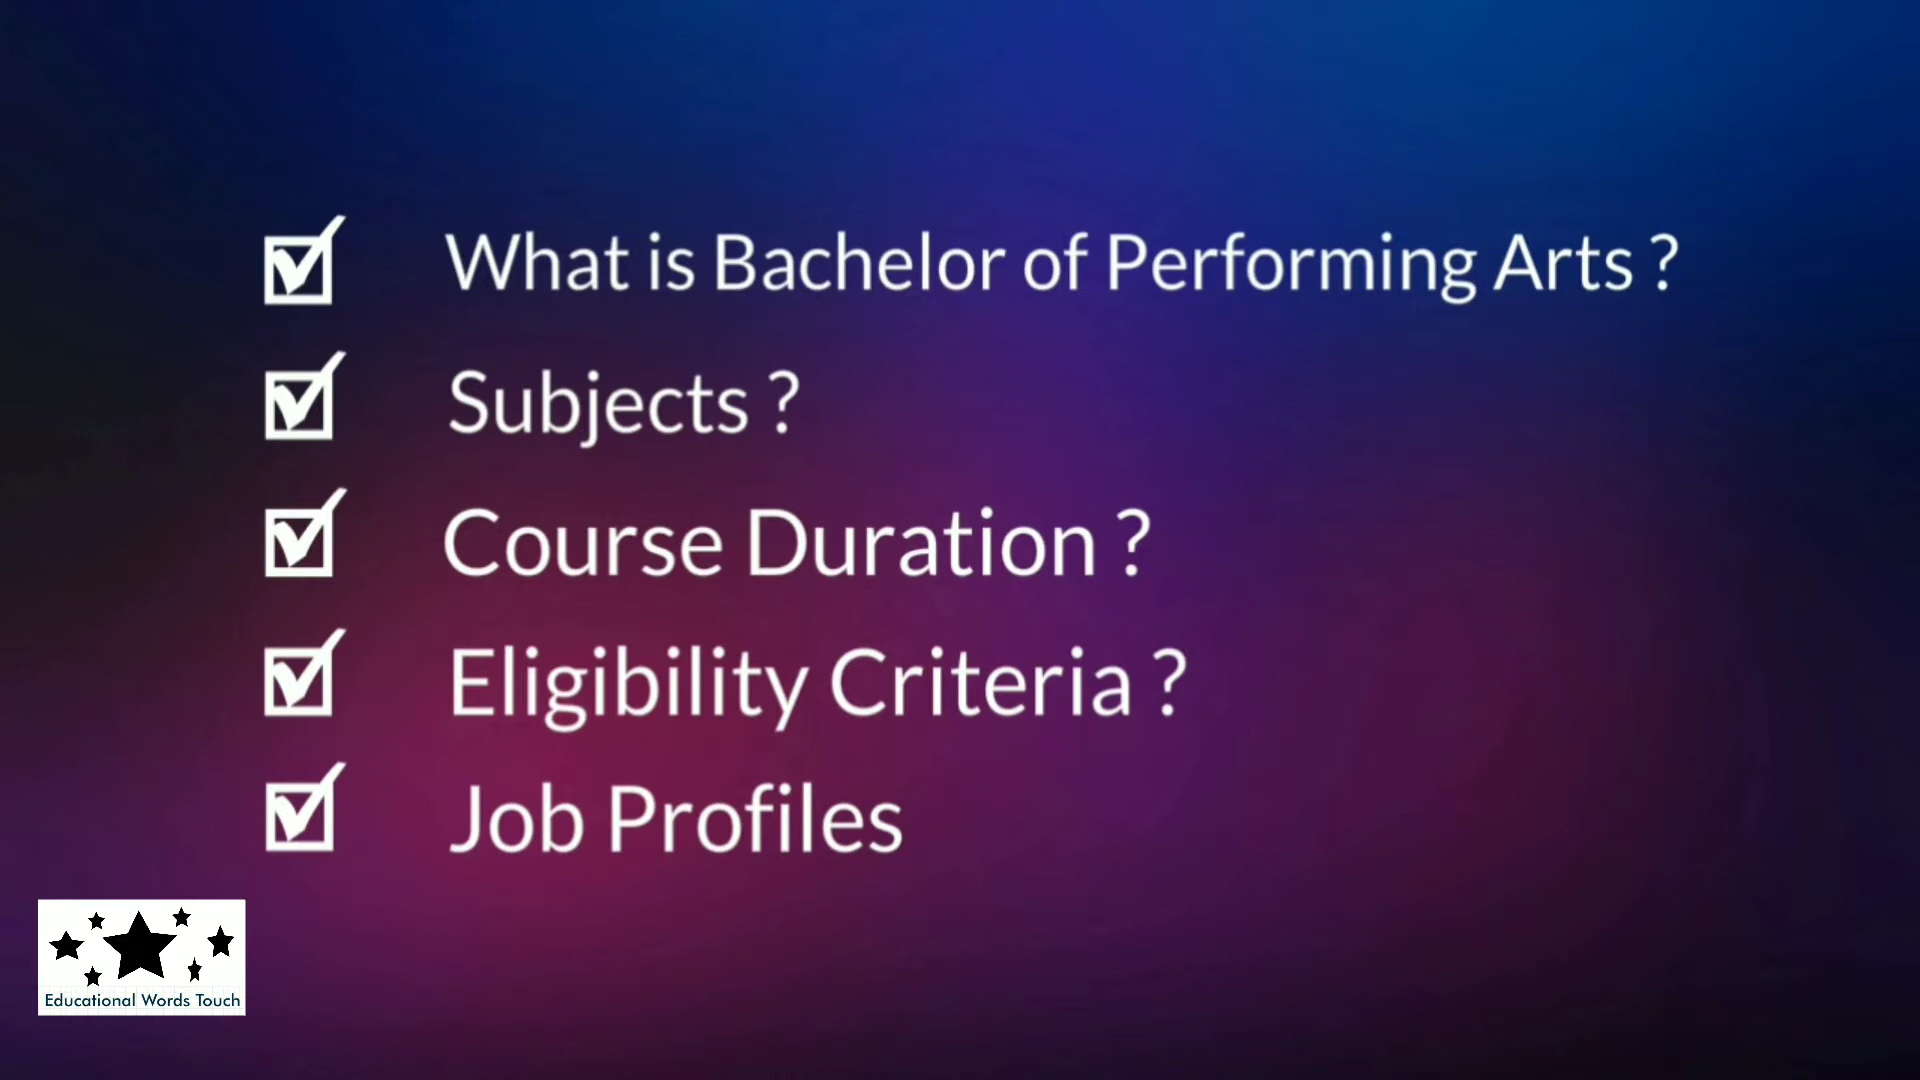 What is Bachelor of Performing Arts ?
Subjects ?
Course Duration ?
Eligibility Criteria ?
Job Profiles
Educational Words Touch